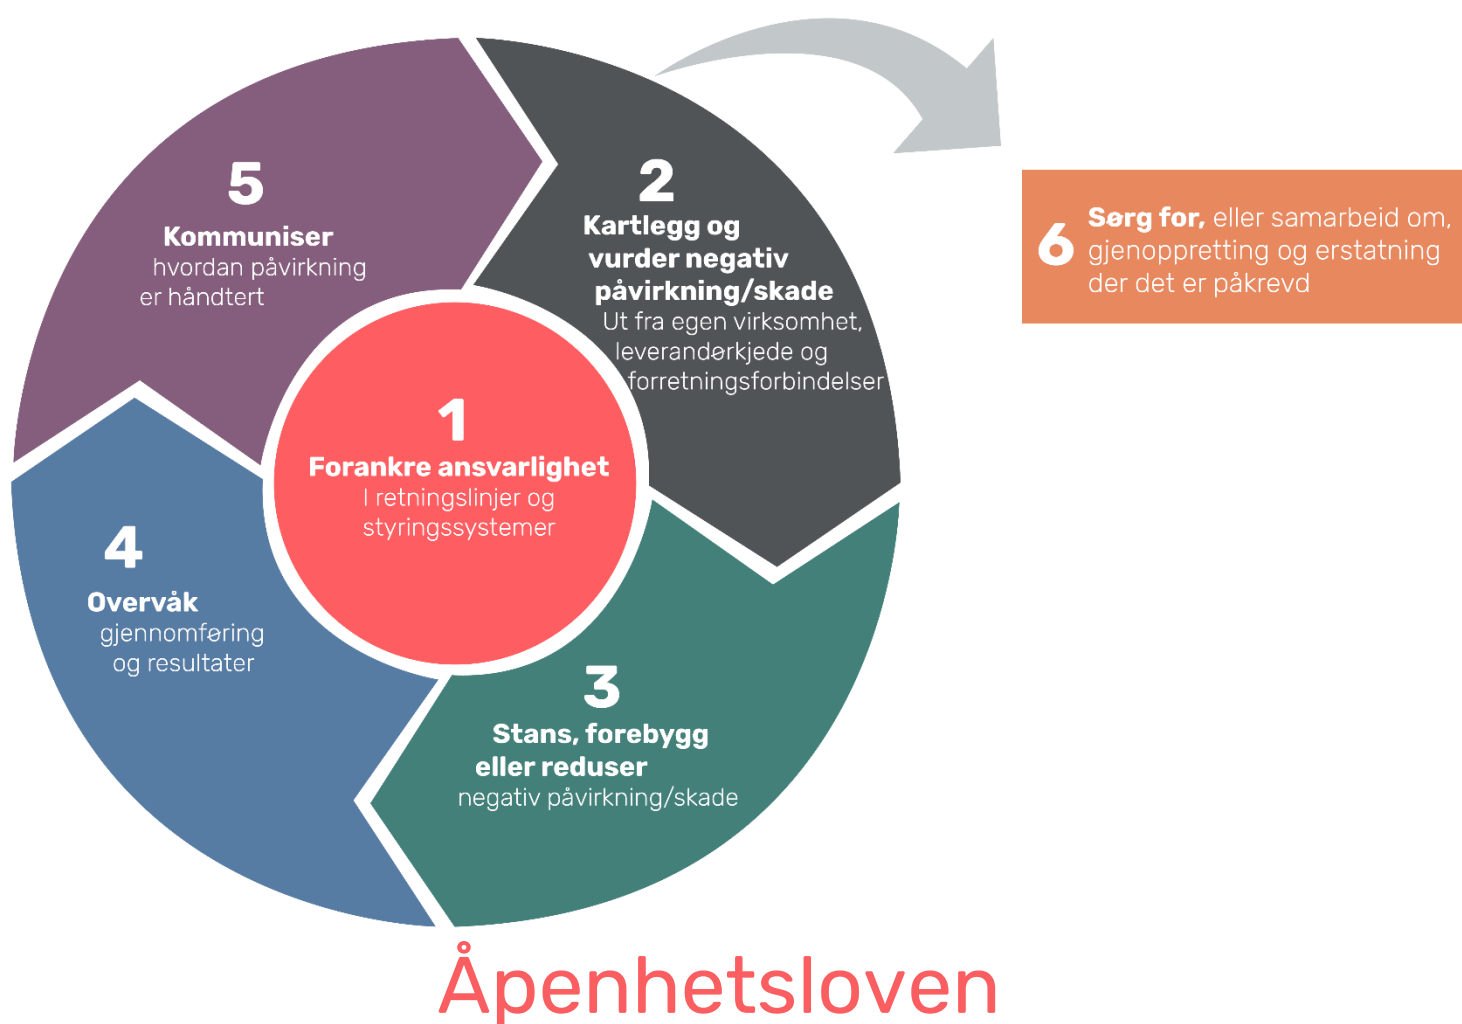 1
Forankre ansvarlighet
I retningslinjer og
styringssystemer
2
Kartlegg og
vurder negativ
påvirkning/skade
Ut fra egen virksomhet,
leverandørkjede og
forretningsforbindelser
3
Stans, forebygg
eller reduser
negativ påvirkning/skade
4
Overvåk
gjennomføring
og resultater
5
Kommuniser
hvordan påvirkning
er håndtert
6
Sørg for, eller samarbeid om,
gjenoppretting og erstatning
der det er påkrevd
Åpenhetsloven